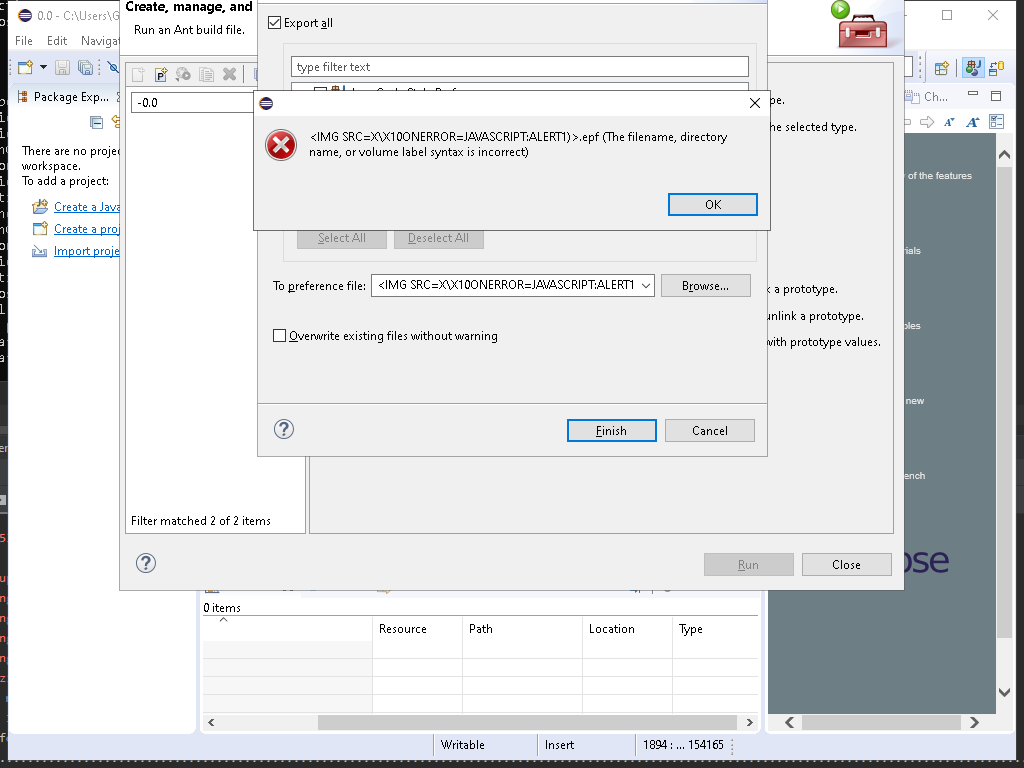 0.0 - C:\Users\G
File Edit Navigat
Package Exp...
There are no proje
workspace.
To add a project:
Create a Java
Create a proj
Import proje
Create, manage, and
Run an Ant build file.
-0.0
Filter matched 2 of 2 items
Export all
type filter text
<IMG SRC=X\X10ONERROR=JAVASCRIPT;ALERT1)>.epf (The filename, directory
name, or volume label syntax is incorrect)
OK
Select All Deselect All
To preference file: <IMG SRC=X\X10ONERROR=JAVASCRIPT;ALERT1 Browse...
Overwrite existing files without warning
Finish Cancel
pe.
he selected type.
k a prototype.
unlink a prototype.
with prototype values.
Run Close
Ch...
A A
y of the features
ials
les
new
ench
ose
0 items
Resource Path Location Type
Writable Insert 1894 : ... 154165